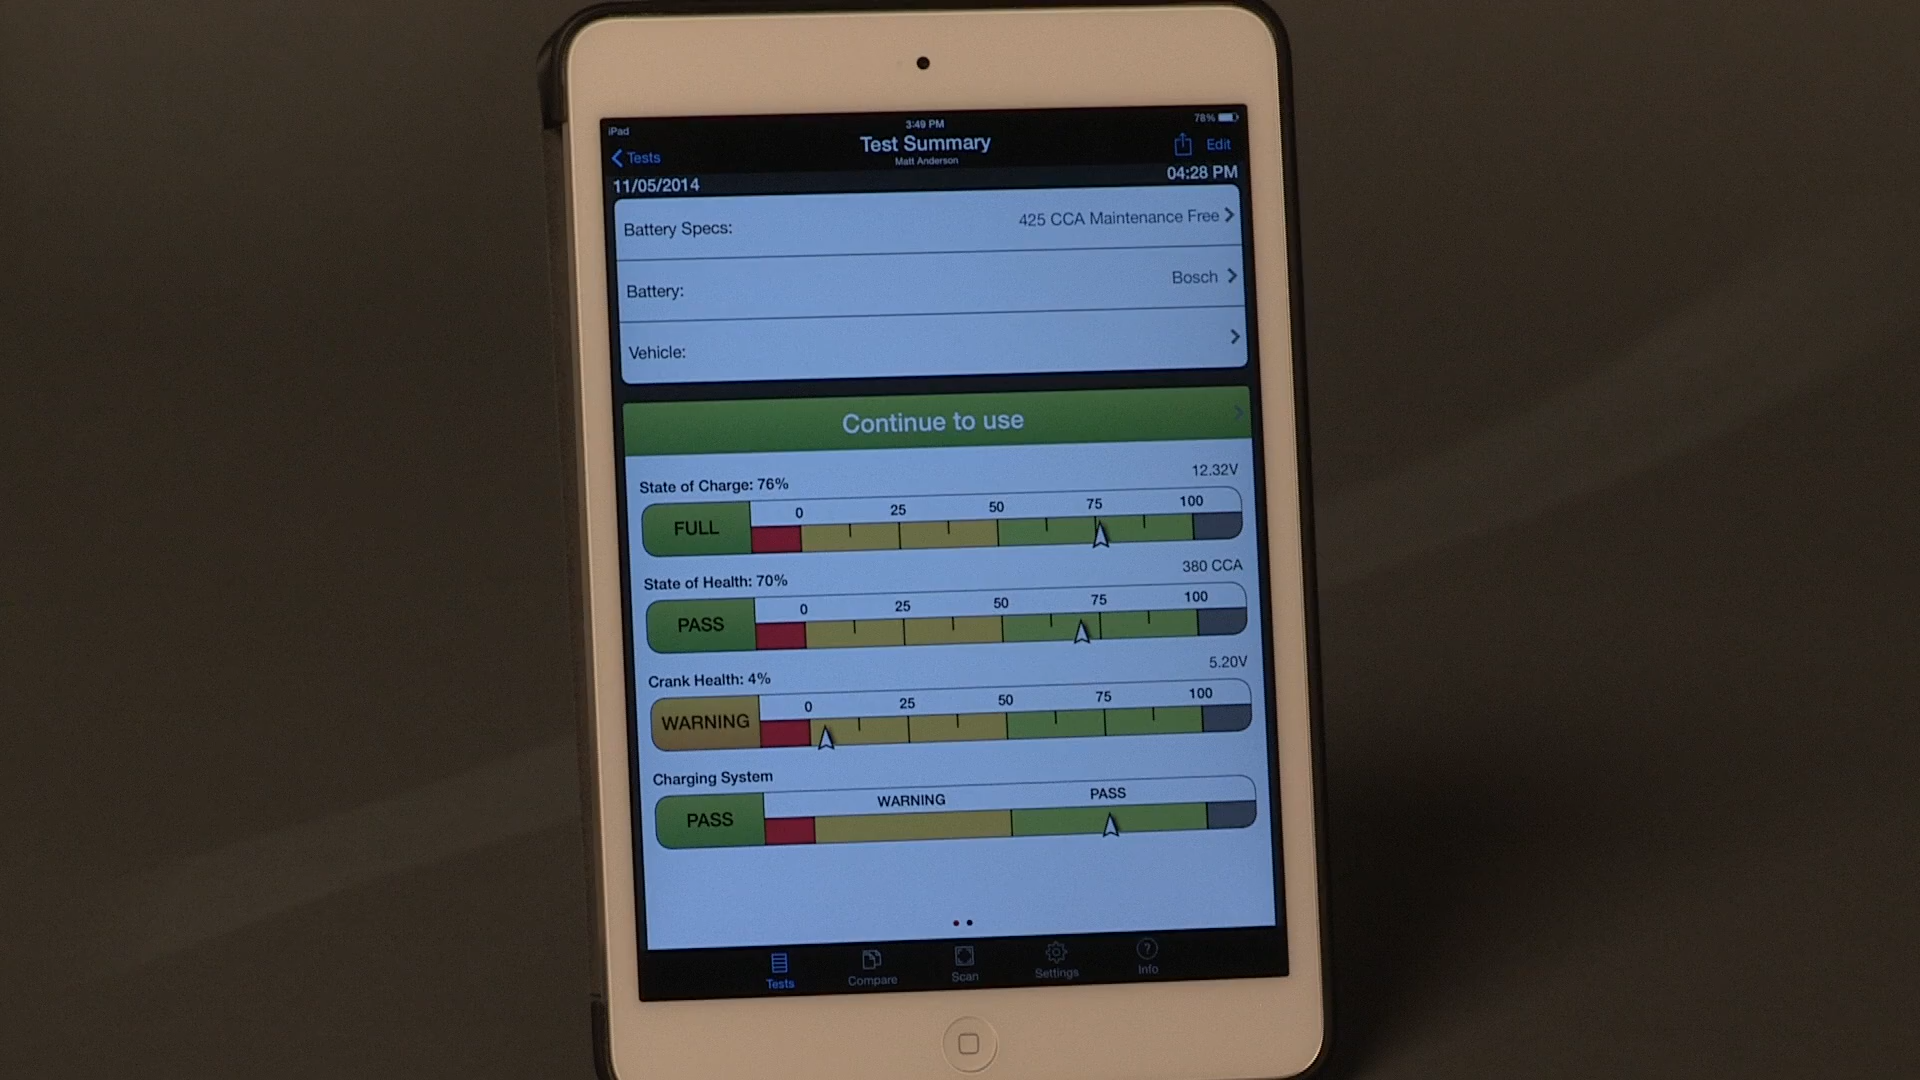 iPad 3:49 PM 78%
Tests Test Summary Edit
Matt Anderson
11/05/2014 04:28 PM
Battery Specs: 425 CCA Maintenance Free
Battery: Bosch
Vehicle:
Continue to use
State of Charge: 76% 12.32V
FULL 0 25 50 75 100
State of Health: 70% 380 CCA
PASS 0 25 50 75 100
Crank Health: 4% 5.20V
WARNING 0 25 50 75 100
Charging System
PASS WARNING PASS
Tests Compare Scan Settings Info